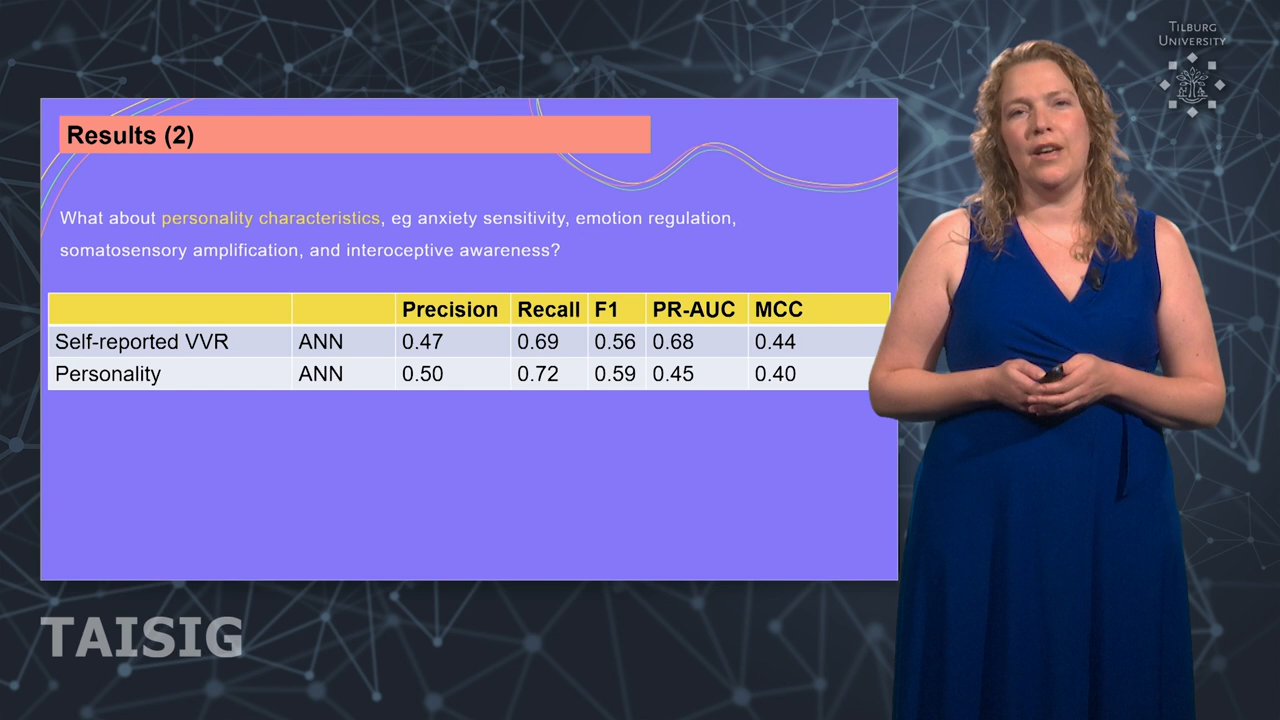 TILBURG
UNIVERSITY
Results (2)
What about personality characteristics, eg anxiety sensitivity, emotion regulation,
somatosensory amplification, and interoceptive awareness?
Precision Recall F1 PR-AUC MCC
Self-reported VVR ANN 0.47 0.69 0.56 0.68 0.44
Personality ANN 0.50 0.72 0.59 0.45 0.40
TAISIG